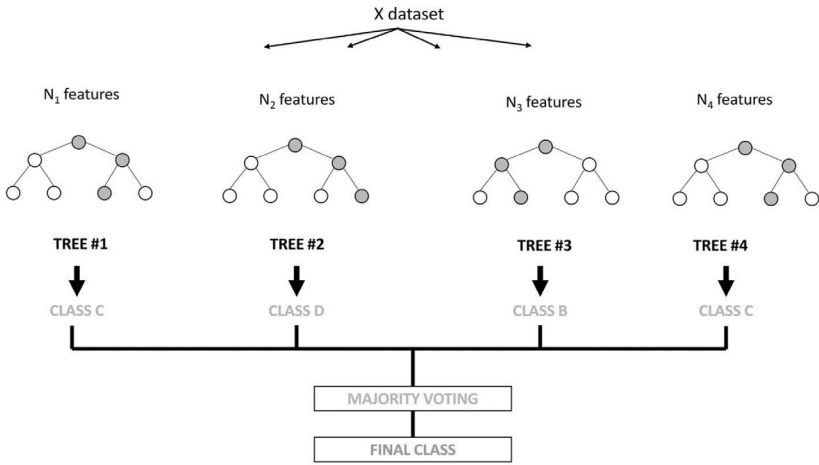 X dataset
N₁ features
N₂ features
N₃ features
N₄ features
TREE #1
TREE #2
TREE #3
TREE #4
CLASS C
CLASS D
CLASS B
CLASS C
MAJORITY VOTING
FINAL CLASS